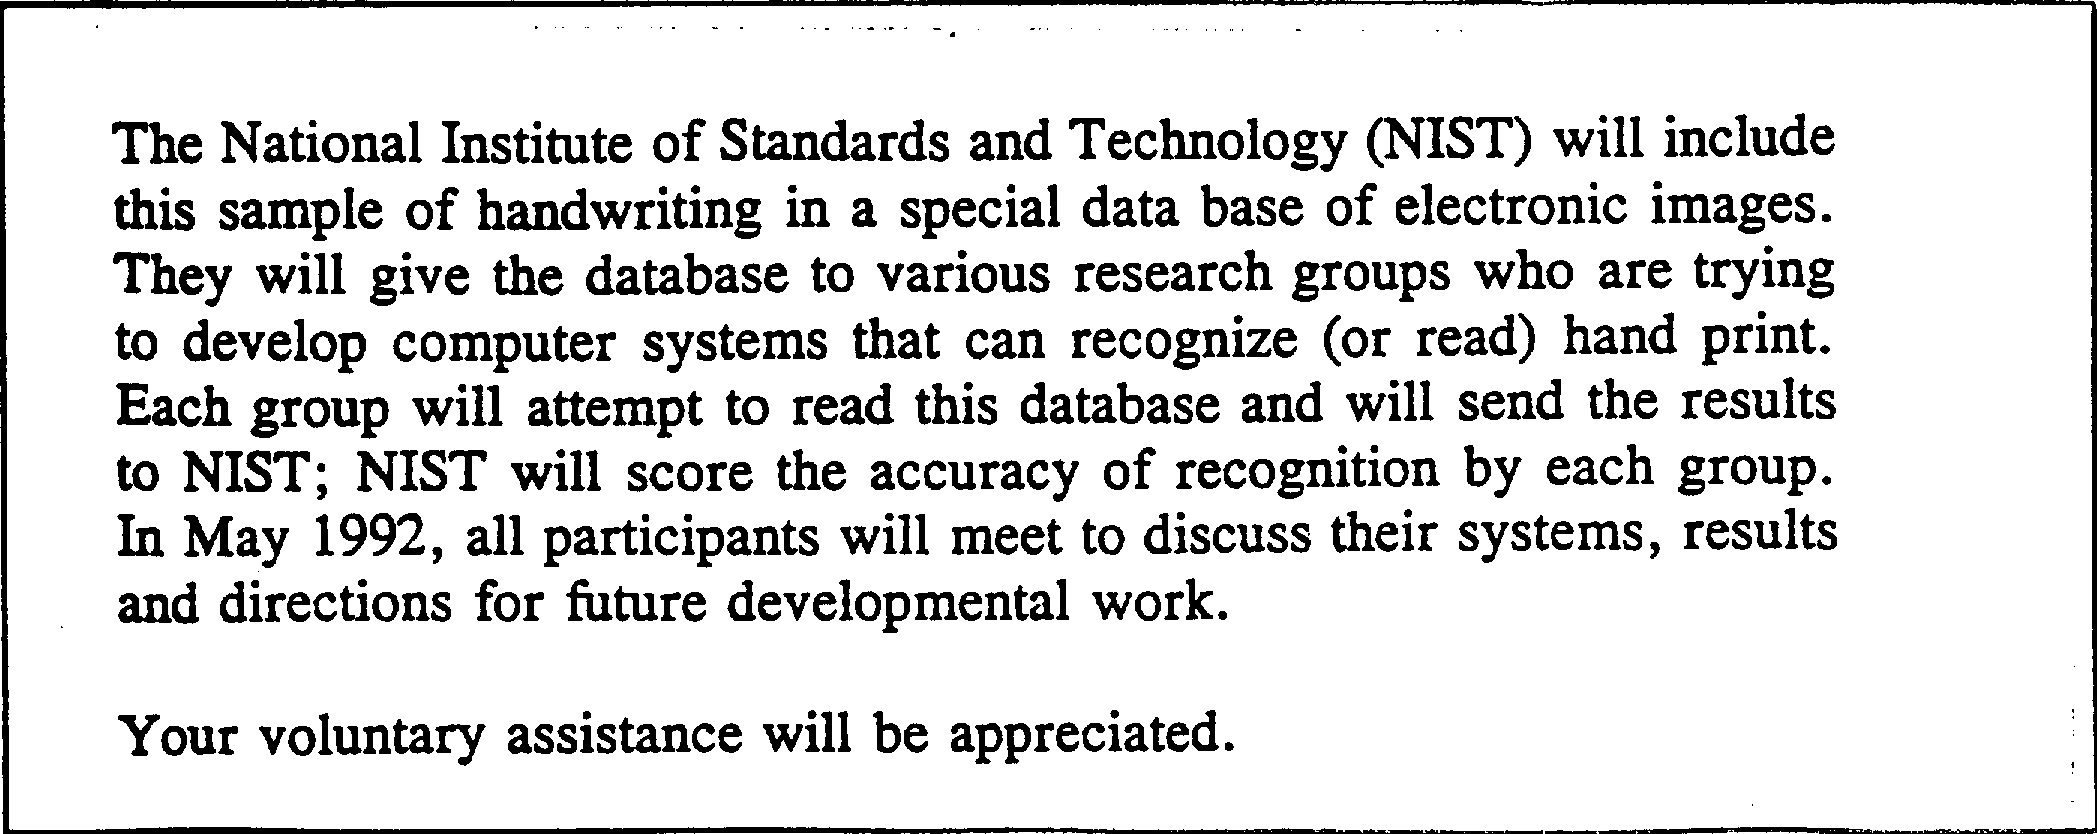 The National Institute of Standards and Technology (NIST) will include
this sample of handwriting in a special data base of electronic images.
They will give the database to various research groups who are trying
to develop computer systems that can recognize (or read) hand print.
Each group will attempt to read this database and will send the results
to NIST; NIST will score the accuracy of recognition by each group.
In May 1992, all participants will meet to discuss their systems, results
and directions for future developmental work.
Your voluntary assistance will be appreciated.